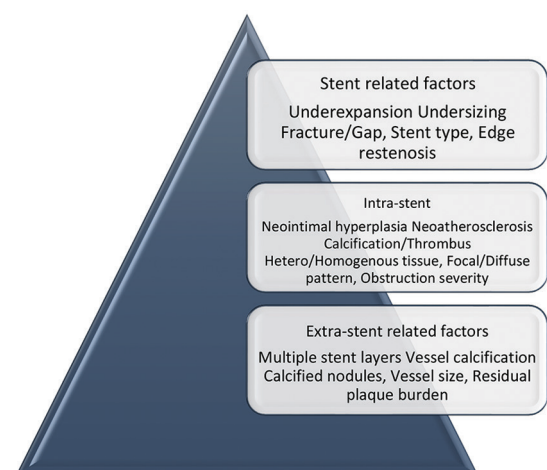 Stent related factors
Underexpansion Undersizing
Fracture/Gap, Stent type, Edge
restenosis
Intra-stent
Neointimal hyperplasia Neoatherosclerosis
Calcification/Thrombus
Hetero/Homogenous tissue, Focal/Diffuse
pattern, Obstruction severity
Extra-stent related factors
Multiple stent layers Vessel calcification
Calcified nodules, Vessel size, Residual
plaque burden